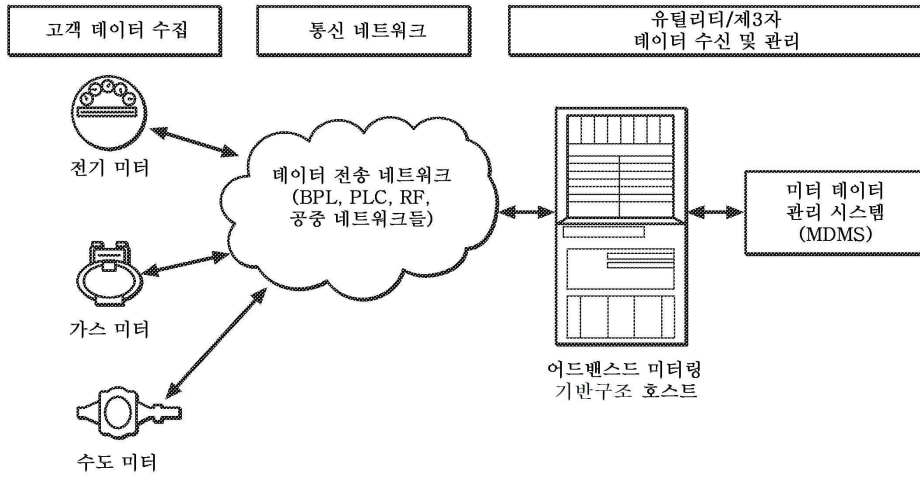 고객 데이터 수집
통신 네트워크
유틸리티/제3자
데이터 수신 및 관리
전기 미터
데이터 전송 네트워크
(BPL, PLC, RF,
공중 네트워크들)
미터 데이터
관리 시스템
(MDMS)
가스 미터
어드밴스드 미터링
기반구조 호스트
수도 미터